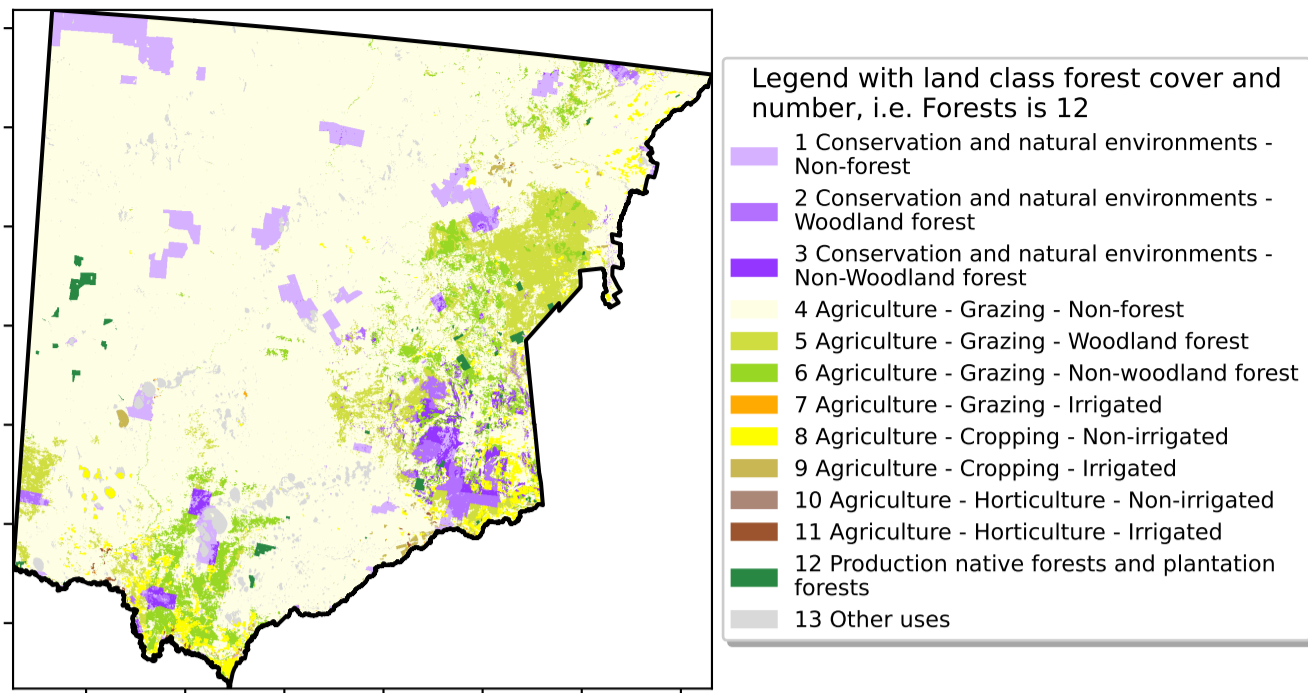 Legend with land class forest cover and
number, i.e. Forests is 12
1 Conservation and natural environments -
Non-forest
2 Conservation and natural environments -
Woodland forest
3 Conservation and natural environments -
Non-Woodland forest
4 Agriculture - Grazing - Non-forest
5 Agriculture - Grazing - Woodland forest
6 Agriculture - Grazing - Non-woodland forest
7 Agriculture - Grazing - Irrigated
8 Agriculture - Cropping - Non-irrigated
9 Agriculture - Cropping - Irrigated
10 Agriculture - Horticulture - Non-irrigated
11 Agriculture - Horticulture - Irrigated
12 Production native forests and plantation
forests
13 Other uses